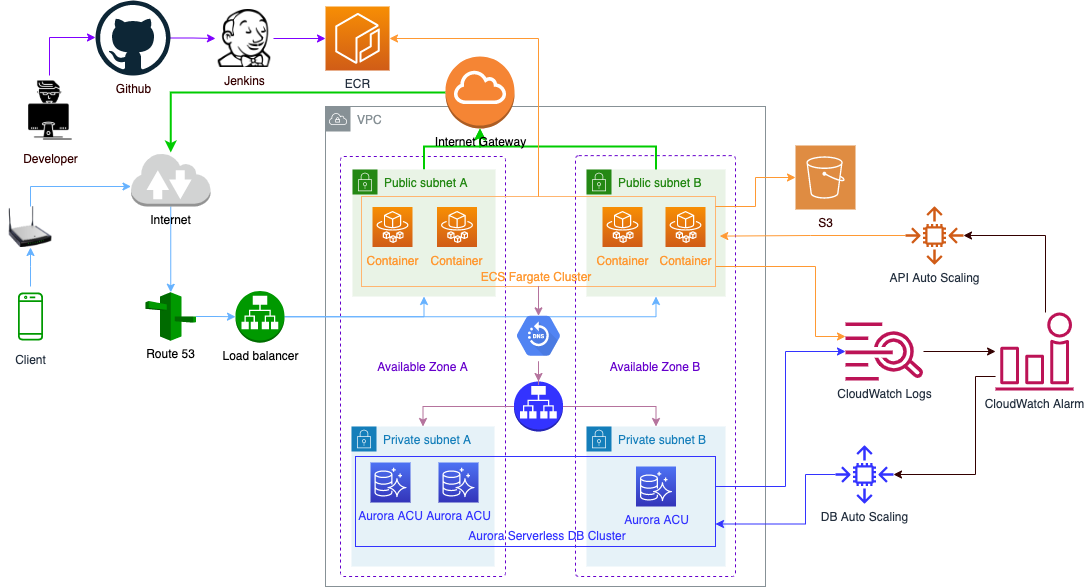 Github
Jenkins
ECR
Developer
Internet Gateway
VPC
Internet
Public subnet A
Public subnet B
S3
Container
Container
Container
Container
ECS Fargate Cluster
API Auto Scaling
Client
Route 53
Load balancer
DNS
Available Zone A
Available Zone B
CloudWatch Logs
CloudWatch Alarm
Private subnet A
Private subnet B
Aurora ACU
Aurora ACU
Aurora ACU
Aurora Serverless DB Cluster
DB Auto Scaling